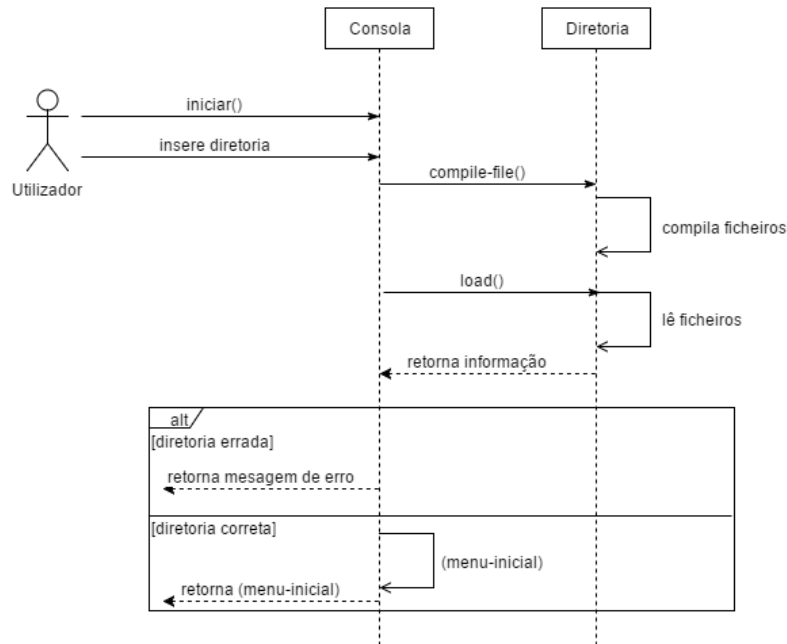 Consola
Diretoria
iniciar()
insere diretoria
Utilizador
compile-file()
compila ficheiros
load()
lê ficheiros
retorna informação
alt
[diretoria errada]
retorna mesagem de erro
[diretoria correta]
(menu-inicial)
retorna (menu-inicial)